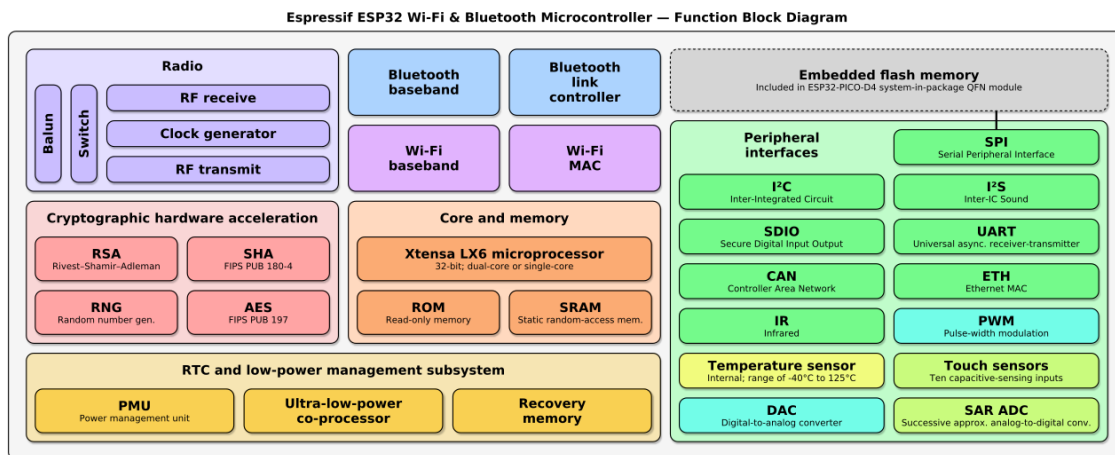 Espressif ESP32 Wi-Fi & Bluetooth Microcontroller — Function Block Diagram
Radio
Balun
Switch
RF receive
Clock generator
RF transmit
Bluetooth
baseband
Bluetooth
link
controller
Wi-Fi
baseband
Wi-Fi
MAC
Embedded flash memory
Included in ESP32-PICO-D4 system-in-package QFN module
Cryptographic hardware acceleration
RSA
Rivest–Shamir–Adleman
SHA
FIPS PUB 180-4
RNG
Random number gen.
AES
FIPS PUB 197
Core and memory
Xtensa LX6 microprocessor
32-bit; dual-core or single-core
ROM
Read-only memory
SRAM
Static random-access mem.
RTC and low-power management subsystem
PMU
Power management unit
Ultra-low-power
co-processor
Recovery
memory
Peripheral
interfaces
SPI
Serial Peripheral Interface
I²C
Inter-Integrated Circuit
I²S
Inter-IC Sound
SDIO
Secure Digital Input Output
UART
Universal async. receiver-transmitter
CAN
Controller Area Network
ETH
Ethernet MAC
IR
Infrared
PWM
Pulse-width modulation
Temperature sensor
Internal; range of -40°C to 125°C
Touch sensors
Ten capacitive-sensing inputs
DAC
Digital-to-analog converter
SAR ADC
Successive approx. analog-to-digital conv.